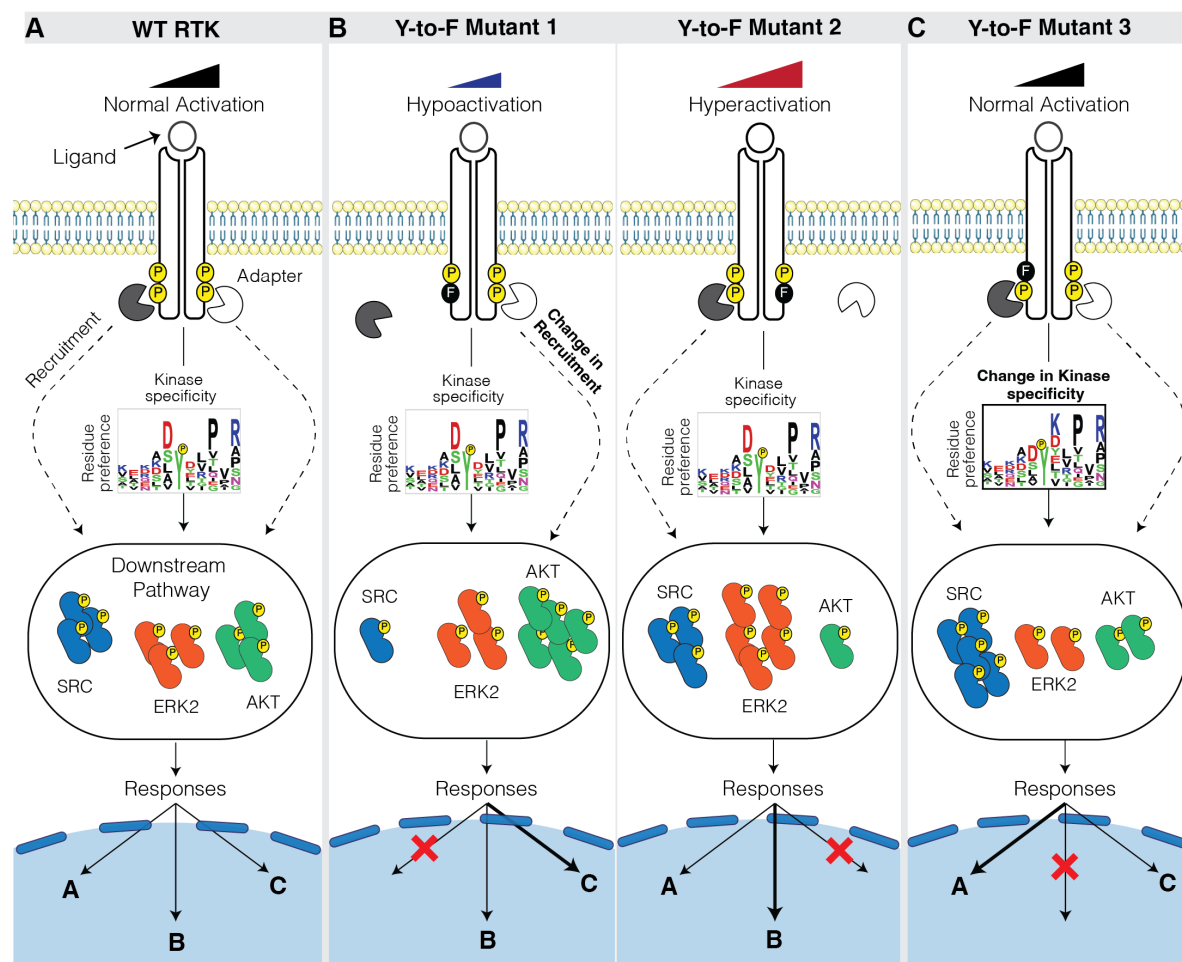 A
WT RTK
B
Y-to-F Mutant 1
Y-to-F Mutant 2
C
Y-to-F Mutant 3
Normal Activation
Ligand
P
P
P
P
Adapter
Recruitment
Kinase
specificity
Residue
preference
D
P
R
P
Downstream
Pathway
P
P
P
SRC
P
P
P
ERK2
P
P
P
AKT
Responses
A
B
C
Hypoactivation
P
F
P
P
Change in
Recruitment
Kinase
specificity
Residue
preference
D
P
R
P
SRC
P
P
P
P
ERK2
AKT
P
P
P
P
P
Responses
B
C
Hyperactivation
P
P
P
F
Kinase
specificity
Residue
preference
D
P
R
P
SRC
P
P
P
P
P
P
P
P
ERK2
AKT
P
Responses
A
B
Normal Activation
F
P
P
P
Change in Kinase
specificity
Residue
preference
K
P
R
D
P
SRC
P
P
P
P
P
P
P
ERK2
AKT
P
P
Responses
A
C